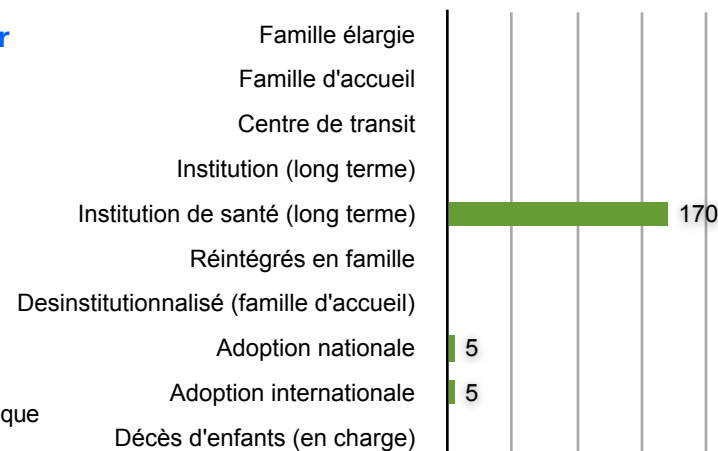 r
Famille élargie
Famille d'accueil
Centre de transit
Institution (long terme)
Institution de santé (long terme) 170
Réintégrés en famille
Desinstitutionnalisé (famille d'accueil)
Adoption nationale 5
Adoption internationale 5
que
Décès d'enfants (en charge)